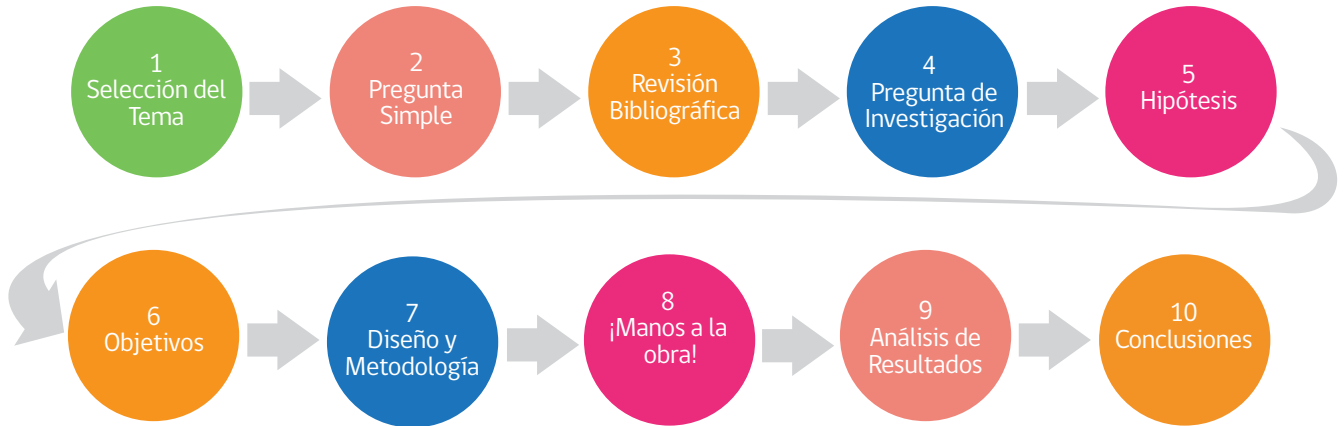 1
Selección del
Tema
2
Pregunta
Simple
3
Revisión
Bibliográfica
4
Pregunta de
Investigación
5
Hipótesis
6
Objetivos
7
Diseño y
Metodología
8
¡Manos a la
obra!
9
Análisis de
Resultados
10
Conclusiones